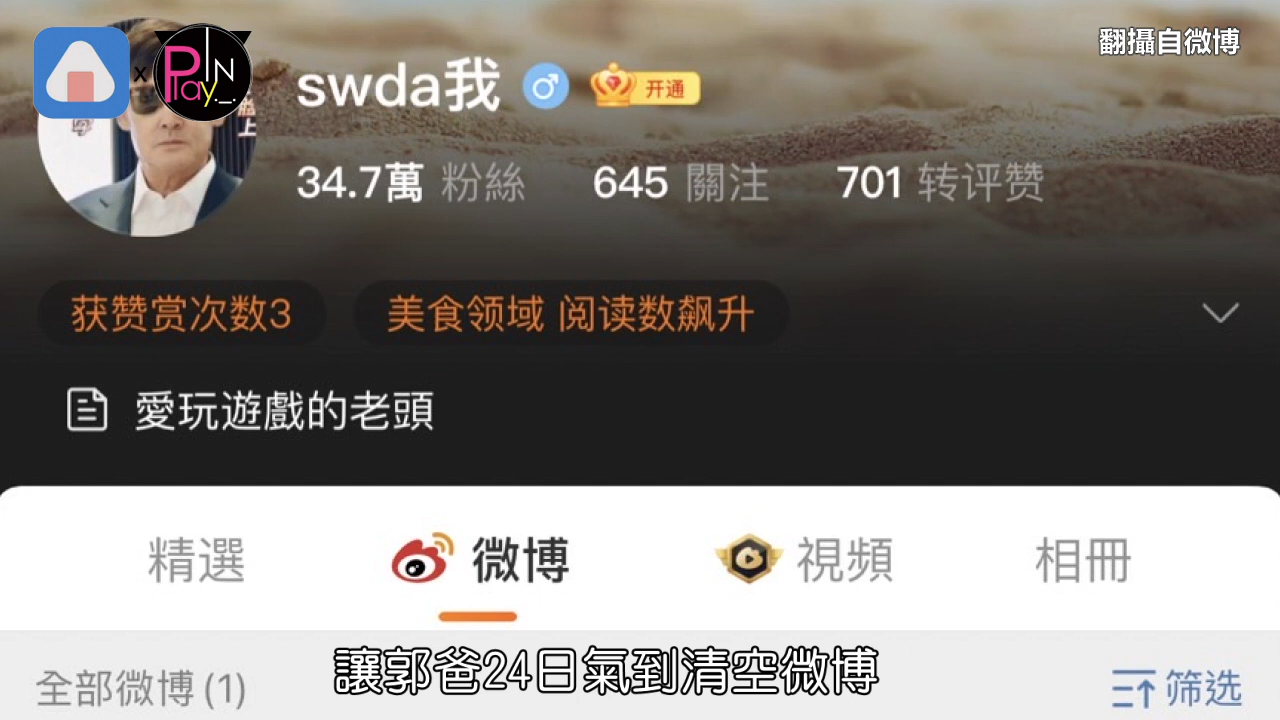 翻攝自微博
x
PlayIN._.
swda我
开通
34.7萬 粉絲 645 關注 701 转评赞
获赞赏次数3 美食领域 阅读数飙升
愛玩遊戲的老頭
精選 微博 視頻 相冊
全部微博 (1) 筛选
讓郭爸24日氣到清空微博